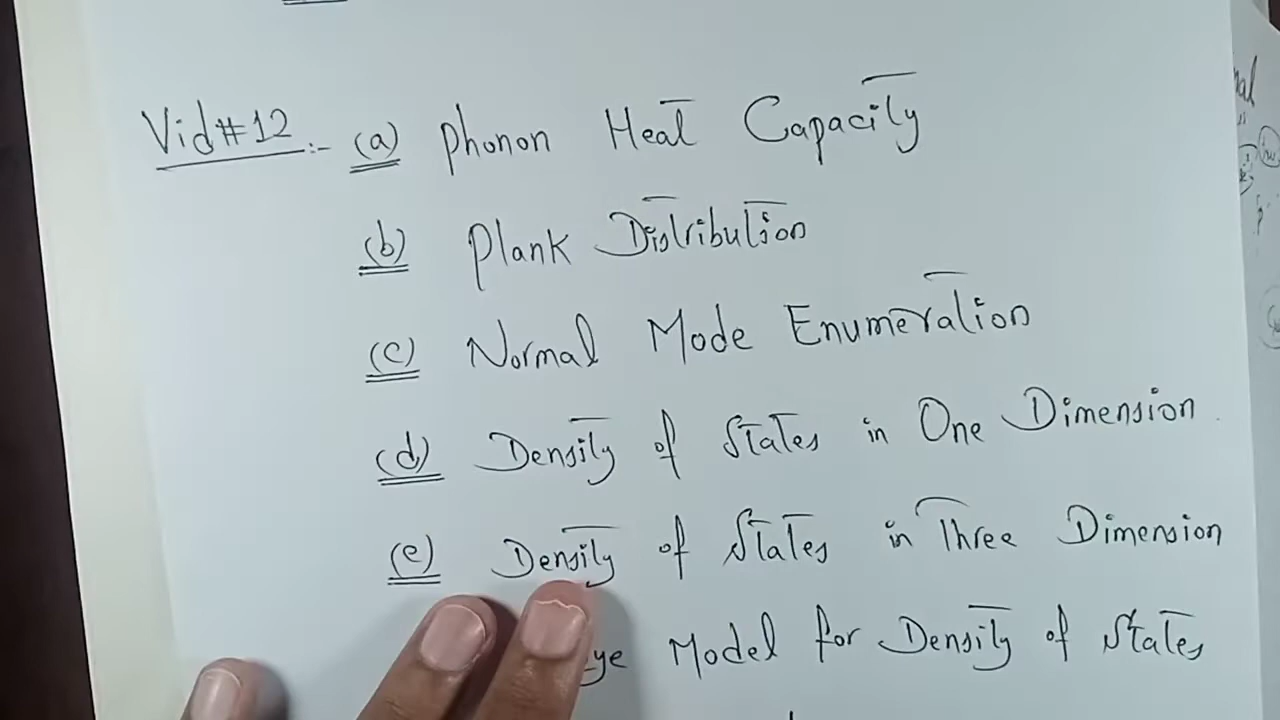 Vid#12 :- (a) Phonon Heat Capacity
(b) Plank Distribution
(c) Normal Mode Enumeration
(d) Density of States in One Dimension
(e) Density of States in Three Dimension
ye Model for Density of States